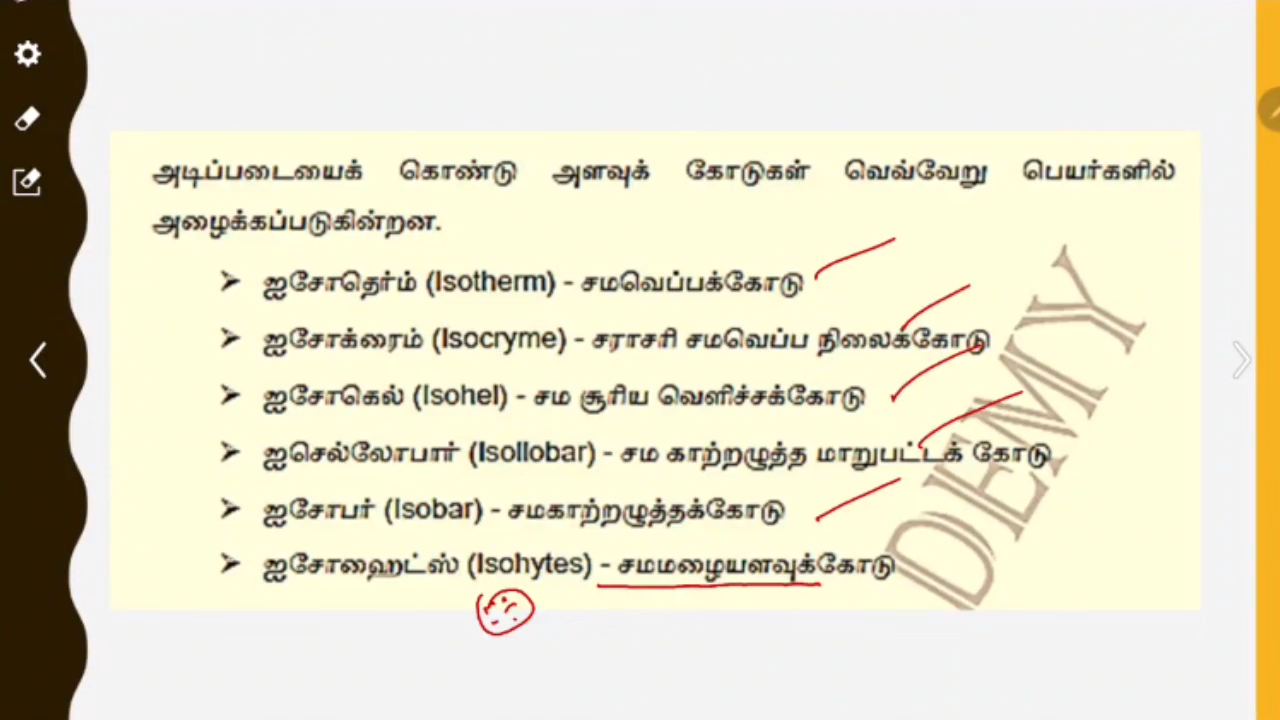 அடிப்படையைக் கொண்டு அளவுக் கோடுகள் வெவ்வேறு பெயர்களில்
அழைக்கப்படுகின்றன.
➤ ஐசோதெர்ம் (Isotherm) - சமவெப்பக்கோடு
➤ ஐசோக்ரைம் (Isocryme) - சராசரி சமவெப்ப நிலைக்கோடு
➤ ஐசோகெல் (Isohel) - சம சூரிய வெளிச்சக்கோடு
➤ ஐசெல்லோபார் (Isollobar) - சம காற்றழுத்த மாறுபட்டக் கோடு
➤ ஐசோபர் (Isobar) - சமகாற்றழுத்தக்கோடு
➤ ஐசோஹைட்ஸ் (Isohytes) - சமமழையளவுக்கோடு
DEMY